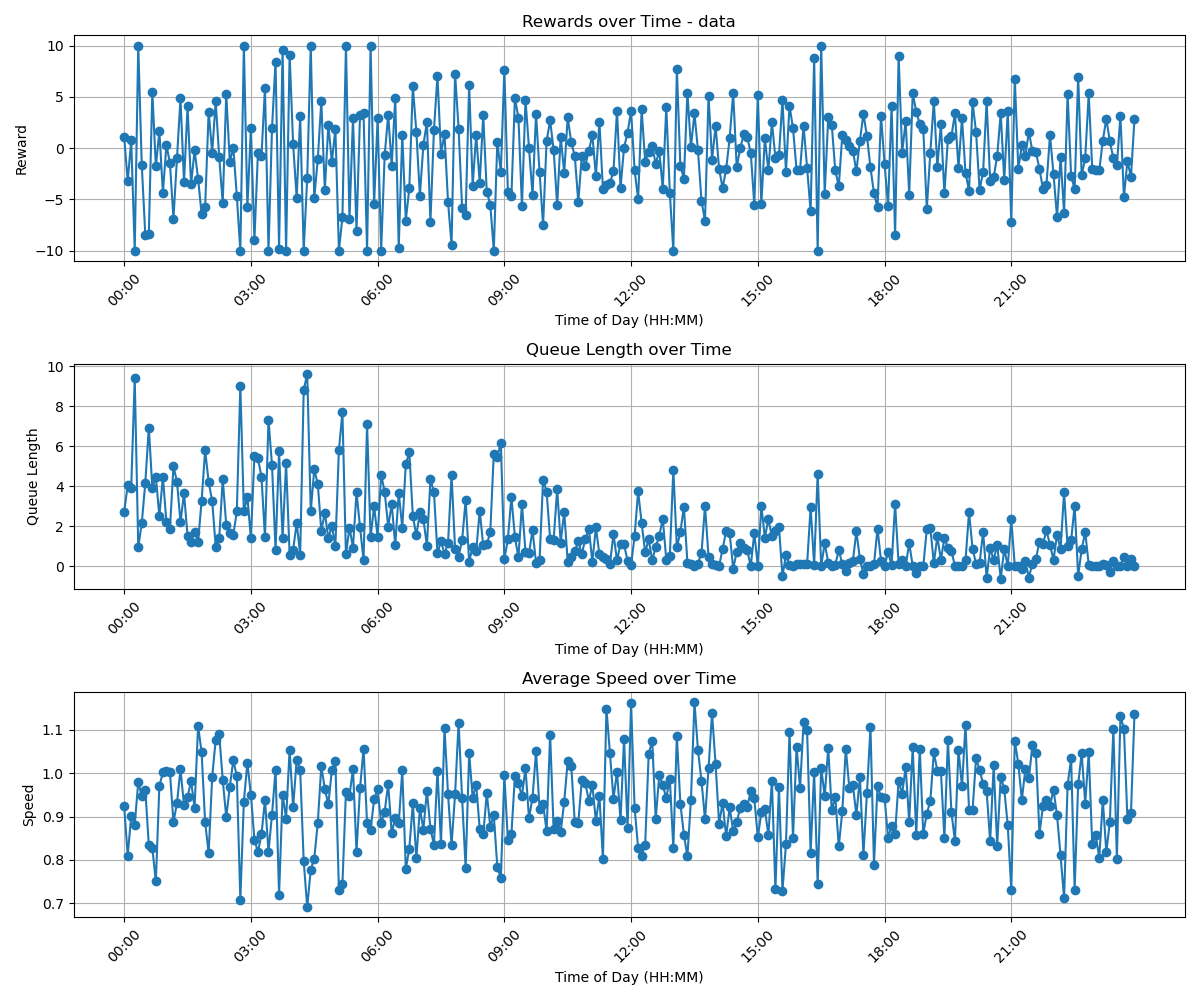 Rewards over Time - data
10
5
0
−5
−10
Reward
00:00 03:00 06:00 09:00 12:00 15:00 18:00 21:00
Time of Day (HH:MM)
Queue Length over Time
10
8
6
4
2
0
Queue Length
00:00 03:00 06:00 09:00 12:00 15:00 18:00 21:00
Time of Day (HH:MM)
Average Speed over Time
1.1
1.0
0.9
0.8
0.7
Speed
00:00 03:00 06:00 09:00 12:00 15:00 18:00 21:00
Time of Day (HH:MM)